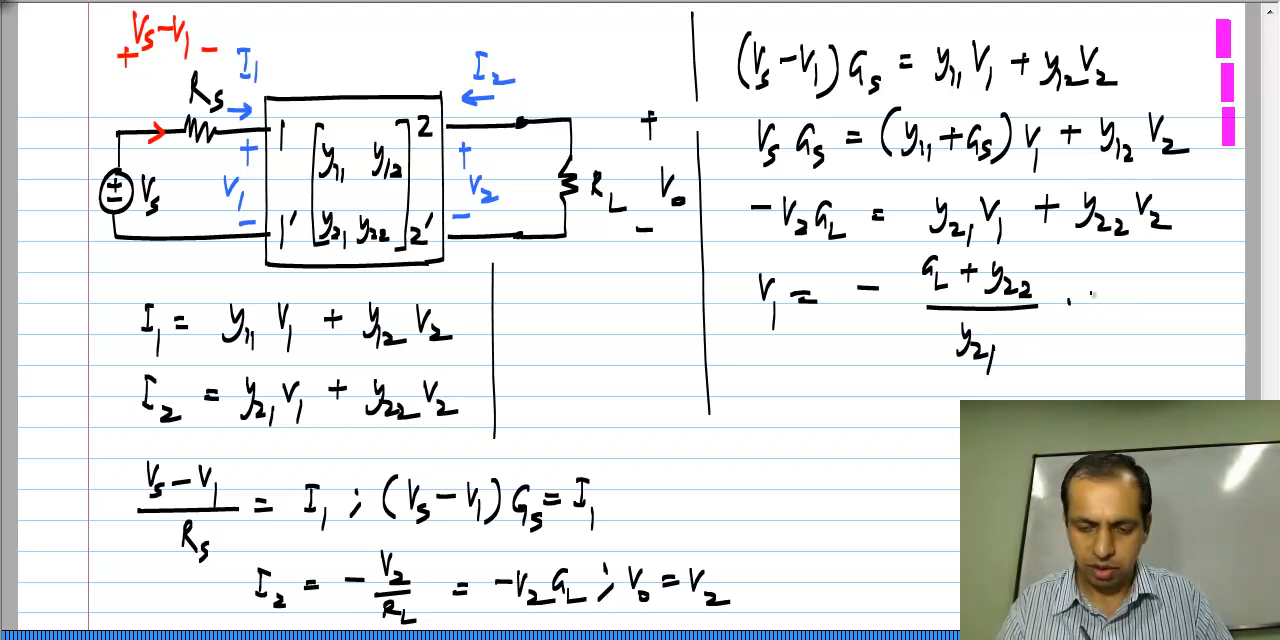 + Vs-V1 -
I1
I2
Rs
+
+
+
Vs
V1
-
1
1'
[y11 y12
y21 y22]
2
2'
V2
-
RL
V0
-
I1 = y11 V1 + y12 V2
I2 = y21 V1 + y22 V2
(Vs - V1)/Rs = I1 ; (Vs - V1) Gs = I1
I2 = - V2/RL = -V2 GL ; V0 = V2
(Vs - V1) Gs = y11 V1 + y12 V2
Vs Gs = (y11 + Gs) V1 + y12 V2
- V2 GL = y21 V1 + y22 V2
V1 = - (GL + y22)/y21 .